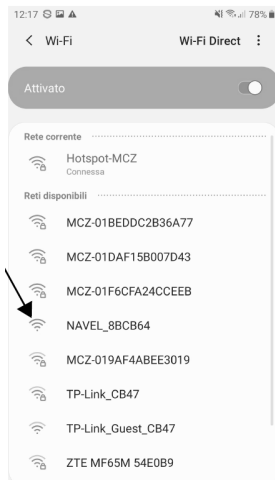 12:17 78%
Wi-Fi Wi-Fi Direct
Attivato
Rete corrente
Hotspot-MCZ
Connessa
Reti disponibili
MCZ-01BEDDC2B36A77
MCZ-01DAF15B007D43
MCZ-01F6CFA24CCEEB
NAVEL_8BCB64
MCZ-019AF4ABEE3019
TP-Link_CB47
TP-Link_Guest_CB47
ZTE MF65M 54E0B9